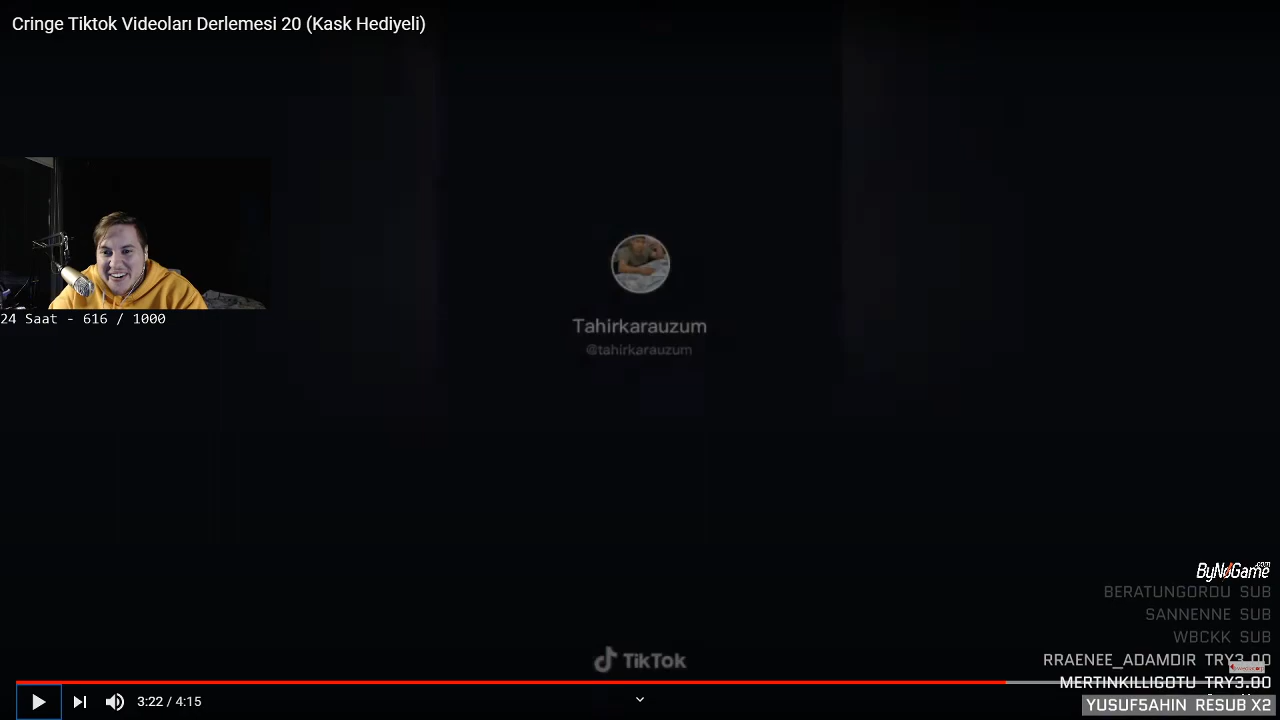 Cringe Tiktok Videoları Derlemesi 20 (Kask Hediyeli)
24 Saat - 616 / 1000
Tahirkarauzum
@tahirkarauzum
TikTok
ByNoGame.com
BERATUNGORDU SUB
SANNENNE SUB
WBCKK SUB
RRAENEE_ADAMDIR TRY3.00
MERTINKILLIGOTU TRY3.00
YUSUF5AHIN RESUB X2
3:22 / 4:15